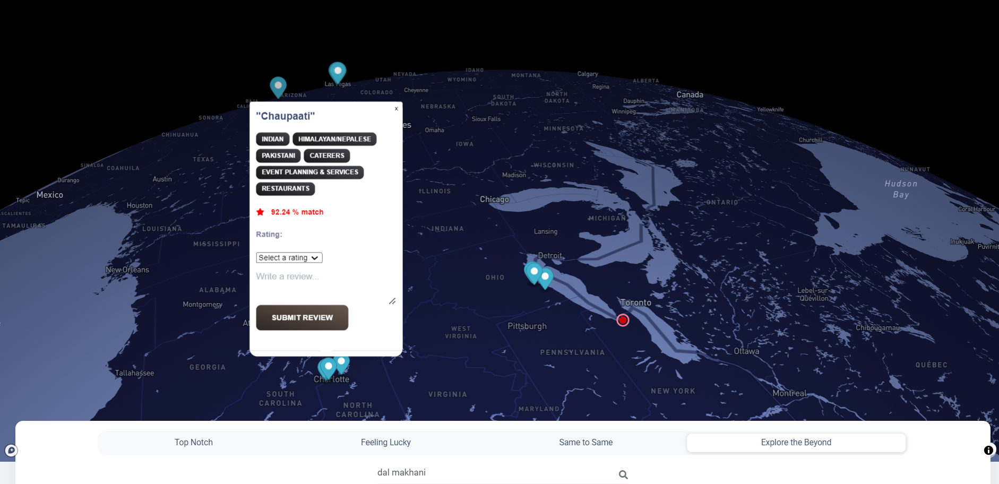 IDAHO
NEVADA
MONTANA
Calgary
UTAH
WYOMING
ALBERTA
Las Vegas
Regina
Cheyenne
COLORADO
ARIZONA
SOUTH
DAKOTA
NORTH
DAKOTA
Canada
Dauphin
NEBRASKA
MANITOBA
Yellowknife
Winnipeg
SONORA
Sioux Falls
CHIHUAHUA
Omaha
MINNESOTA
IOWA
Churchill
"Chaupaati"
x
INDIAN
HIMALAYAN/NEPALESE
PAKISTANI
CATERERS
EVENT PLANNING & SERVICES
RESTAURANTS
92.24 % match
Rating:
Select a rating
Write a review...
SUBMIT REVIEW
TEXAS
SINALOA
COAHUILA
WISCONSIN
NUNAVUT
Durango
Austin
Madison
Hudson
Bay
Mexico
ILLINOIS
Tepic
Houston
Chicago
ONTARIO
Coral Harbour
TAMAULIPAS
LOUISIANA
INDIANA
MICHIGAN
Lansing
MISSISSIPPI
Inukjuak
Detroit
New Orleans
OHIO
ALABAMA
Lebel-sur-
Quévillon
Montgomery
Toronto
Pittsburgh
WEST
VIRGINIA
Chibougamau
PENNSYLVANIA
Ottawa
GEORGIA
QUÉBEC
Tallahassee
Charlotte
SOUTH
CAROLINA
VIRGINIA
NEW YORK
Montreal
NORTH
CAROLINA
MARYLAND
Top Notch
Feeling Lucky
Same to Same
Explore the Beyond
dal makhani